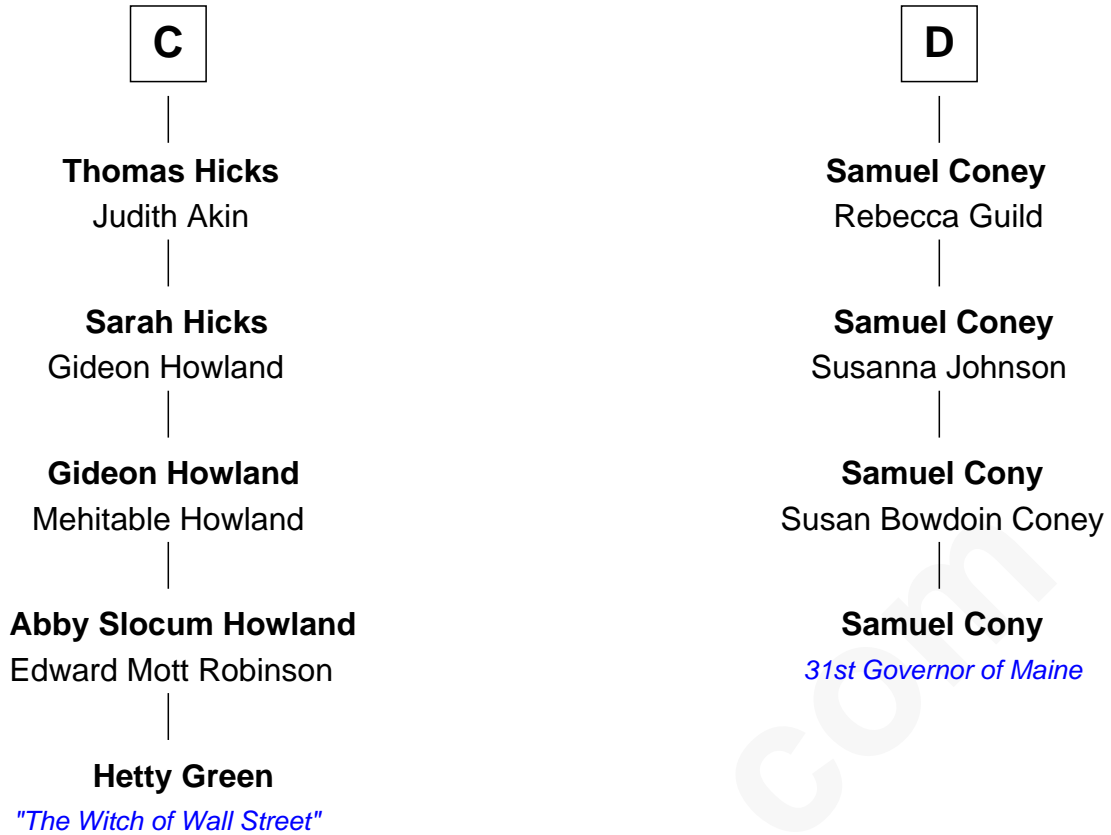 C
Thomas Hicks
Judith Akin
Sarah Hicks
Gideon Howland
Gideon Howland
Mehitable Howland
Abby Slocum Howland
Edward Mott Robinson
Hetty Green
"The Witch of Wall Street"
D
Samuel Coney
Rebecca Guild
Samuel Coney
Susanna Johnson
Samuel Cony
Susan Bowdoin Coney
Samuel Cony
31st Governor of Maine
com